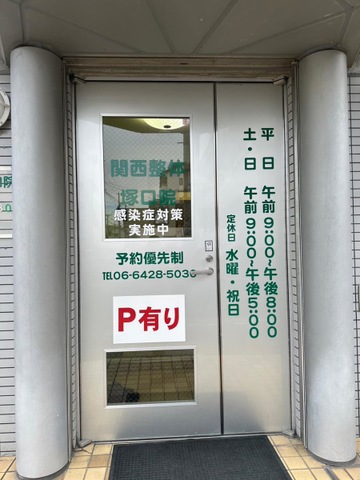 関西整体
塚口院
感染症対策
実施中
予約優先制
TEL06-6428-5036
P有り
平日 午前9:00~午後8:00
土・日 午前9:00~午後5:00
定休日 水曜・祝日